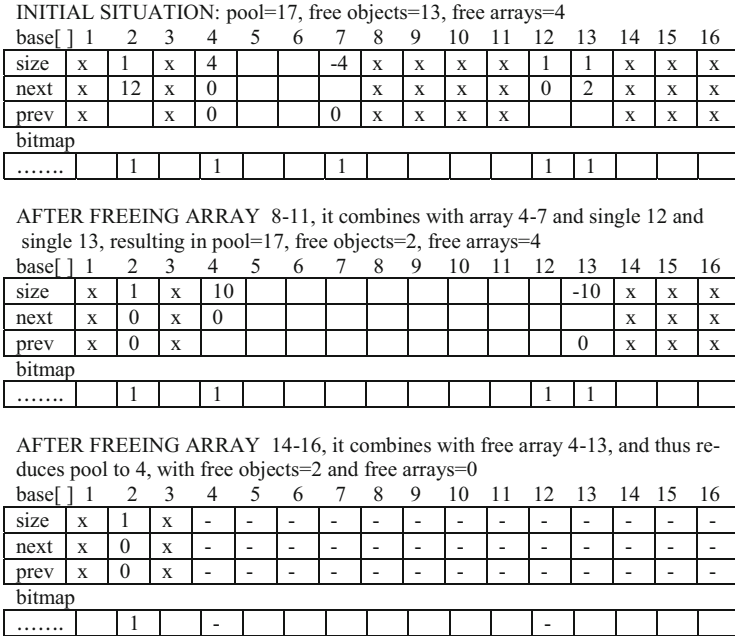 INITIAL SITUATION: pool=17, free objects=13, free arrays=4
base[ ] 1 2 3 4 5 6 7 8 9 10 11 12 13 14 15 16
size x 1 x 4 -4 x x x x 1 1 x x x
next x 12 x 0 x x x x 0 2 x x x
prev x x 0 0 x x x x x x x
bitmap
....... 1 1 1 1 1
AFTER FREEING ARRAY 8-11, it combines with array 4-7 and single 12 and
single 13, resulting in pool=17, free objects=2, free arrays=4
base[ ] 1 2 3 4 5 6 7 8 9 10 11 12 13 14 15 16
size x 1 x 10 -10 x x x
next x 0 x 0 x x x
prev x 0 x 0 x x x
bitmap
....... 1 1 1 1
AFTER FREEING ARRAY 14-16, it combines with free array 4-13, and thus re-
duces pool to 4, with free objects=2 and free arrays=0
base[ ] 1 2 3 4 5 6 7 8 9 10 11 12 13 14 15 16
size x 1 x - - - - - - - - - - - - -
next x 0 x - - - - - - - - - - - - -
prev x 0 x - - - - - - - - - - - - -
bitmap
....... 1 - -